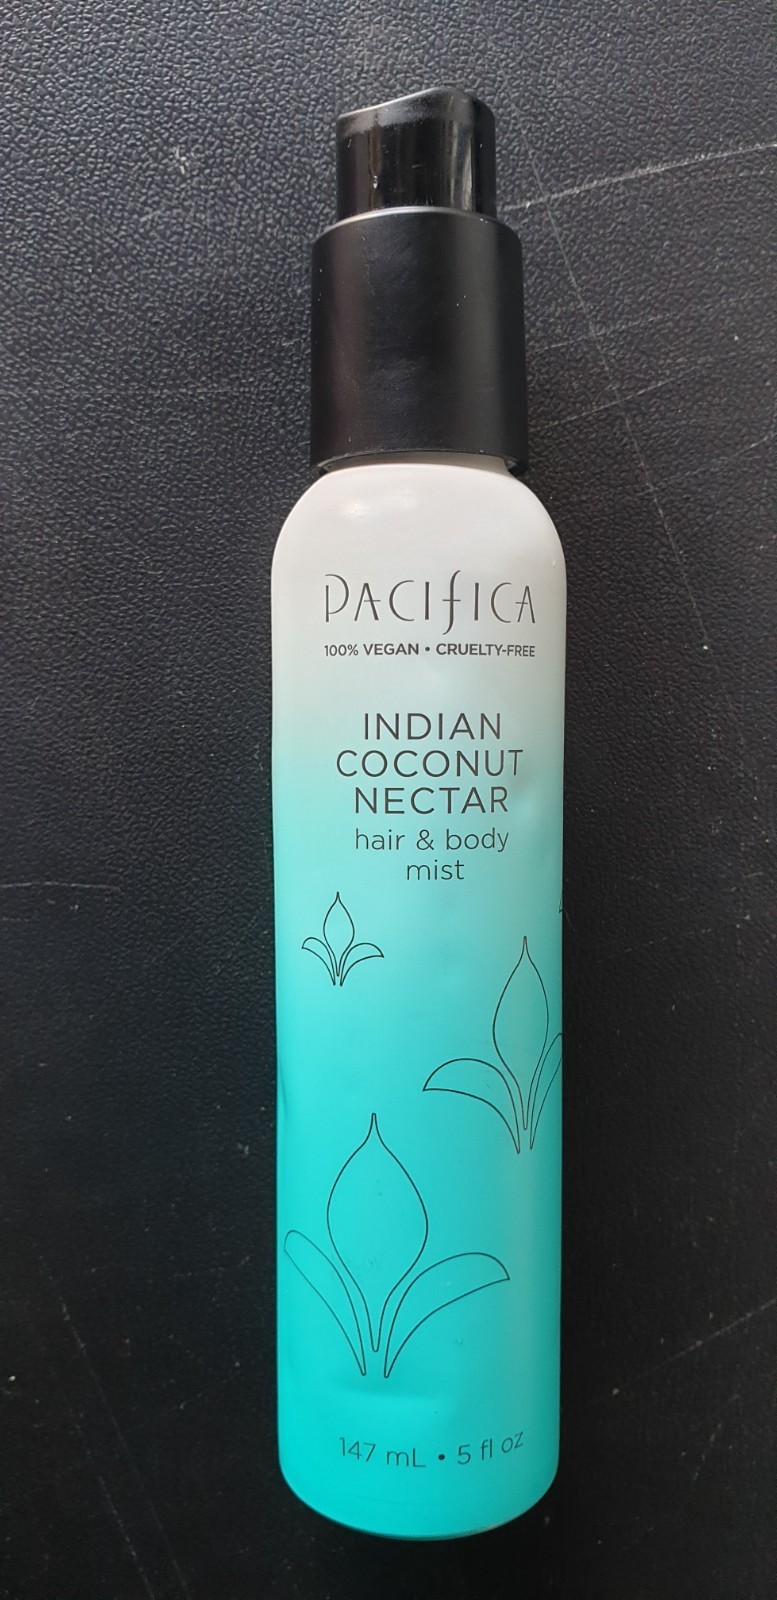 PACIFICA
100% VEGAN • CRUELTY-FREE
INDIAN
COCONUT
NECTAR
hair & body
mist
147 mL • 5 fl oz